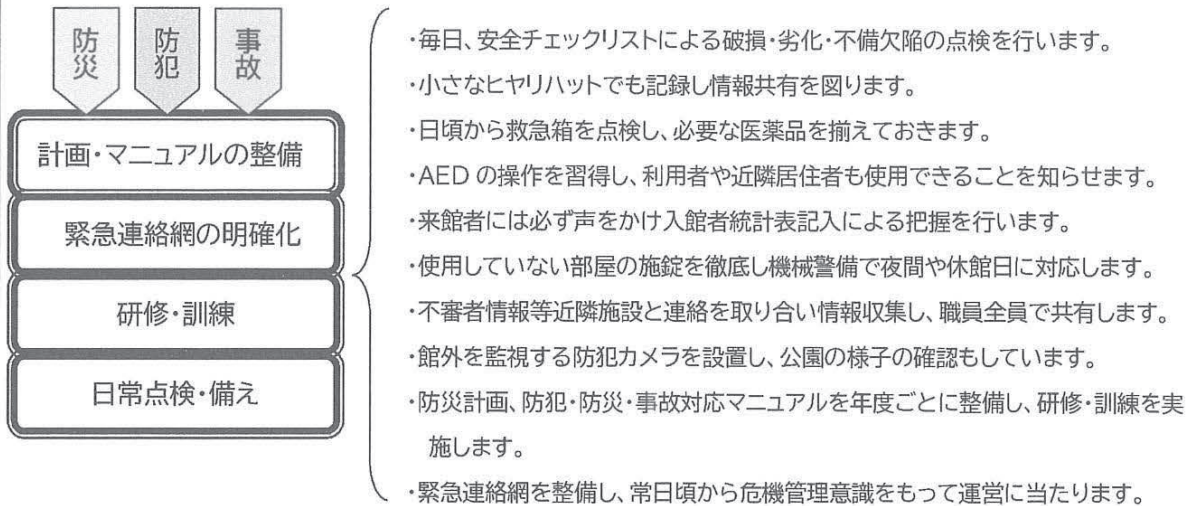 防災
防犯
事故
計画・マニュアルの整備
緊急連絡網の明確化
研修・訓練
日常点検・備え
・毎日、安全チェックリストによる破損・劣化・不備欠陥の点検を行います。
・小さなヒヤリハットでも記録し情報共有を図ります。
・日頃から救急箱を点検し、必要な医薬品を揃えておきます。
・AED の操作を習得し、利用者や近隣居住者も使用できることを知らせます。
・来館者には必ず声をかけ入館者統計表記入による把握を行います。
・使用していない部屋の施錠を徹底し機械警備で夜間や休館日に対応します。
・不審者情報等近隣施設と連絡を取り合い情報収集し、職員全員で共有します。
・館外を監視する防犯カメラを設置し、公園の様子の確認もしています。
・防災計画、防犯・防災・事故対応マニュアルを年度ごとに整備し、研修・訓練を実
施します。
・緊急連絡網を整備し、常日頃から危機管理意識をもって運営に当たります。